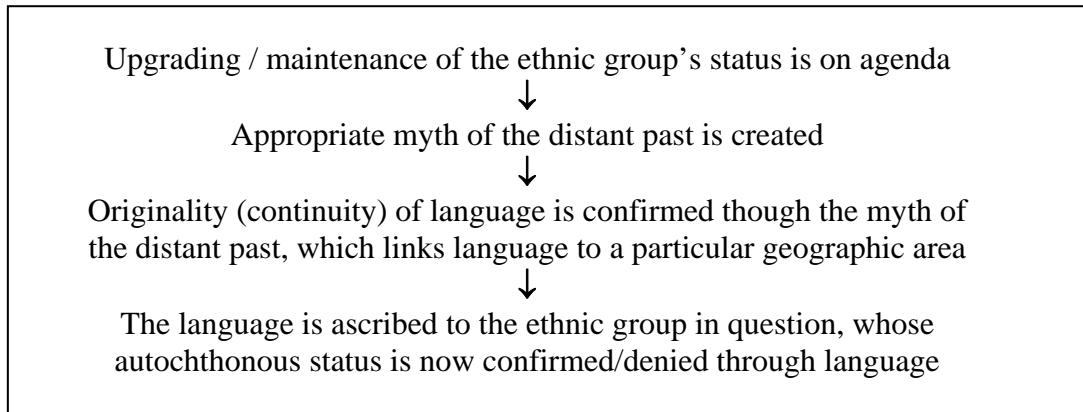 Upgrading / maintenance of the ethnic group's status is on agenda
↓
Appropriate myth of the distant past is created
↓
Originality (continuity) of language is confirmed though the myth of
the distant past, which links language to a particular geographic area
↓
The language is ascribed to the ethnic group in question, whose
autochthonous status is now confirmed/denied through language